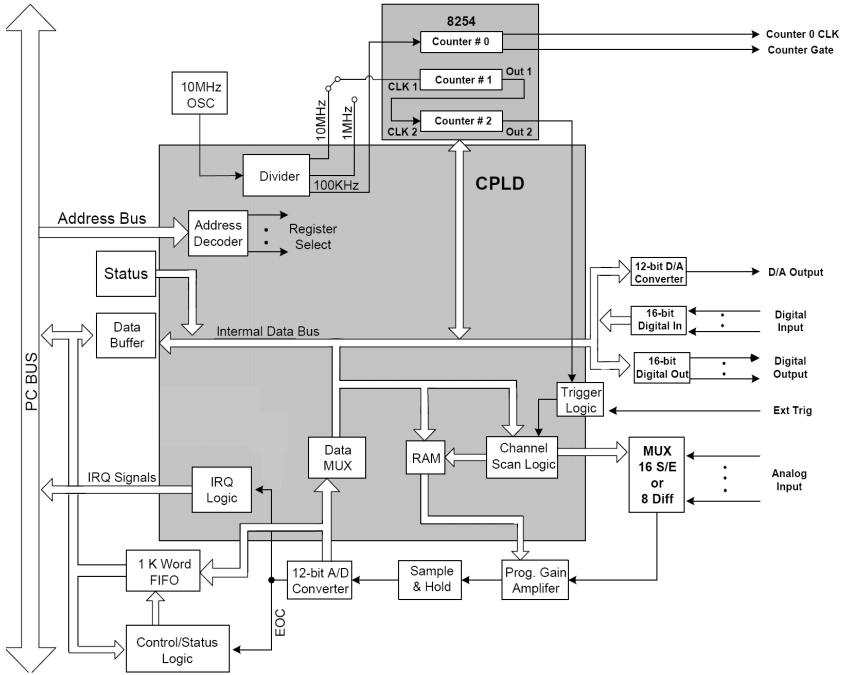 8254
Counter # 0
Counter 0 CLK
Counter Gate
Counter # 1
Out 1
CLK 1
Counter # 2
CLK 2
Out 2
10MHz
OSC
10MHz
1MHz
100KHz
Divider
CPLD
Address Bus
Address
Decoder
Register
Select
Status
12-bit D/A
Converter
D/A Output
Data
Buffer
Internal Data Bus
16-bit
Digital In
Digital
Input
16-bit
Digital Out
Digital
Output
PC BUS
Trigger
Logic
Ext Trig
Data
MUX
RAM
Channel
Scan Logic
MUX
16 S/E
or
8 Diff
Analog
Input
IRQ Signals
IRQ
Logic
1 K Word
FIFO
12-bit A/D
Converter
Sample
& Hold
Prog. Gain
Amplifer
EOC
Control/Status
Logic